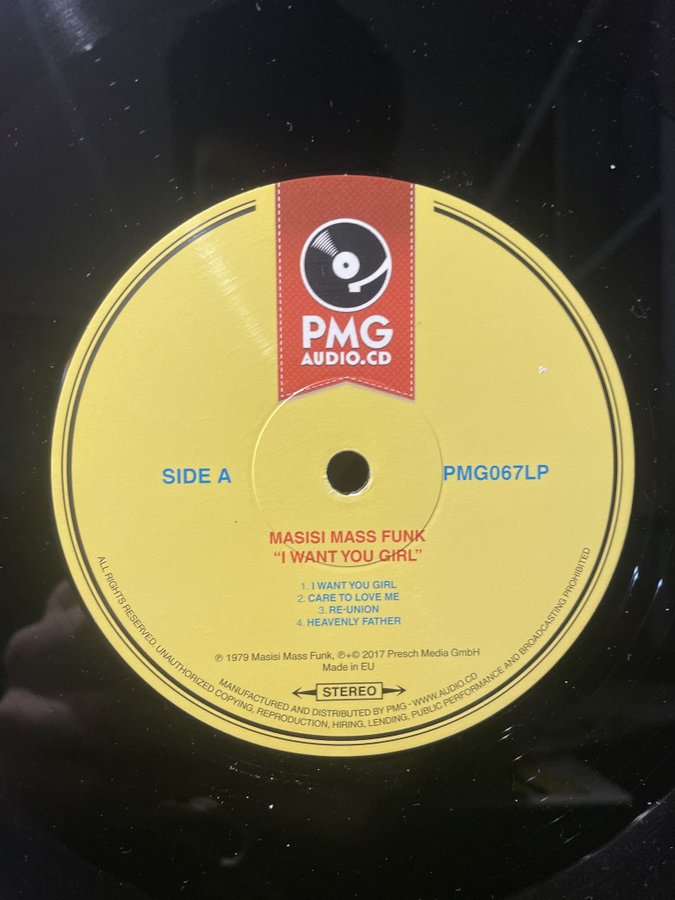 PMG
AUDIO.CD
SIDE A
PMG067LP
MASISI MASS FUNK
“I WANT YOU GIRL”
1. I WANT YOU GIRL
2. CARE TO LOVE ME
3. RE-UNION
4. HEAVENLY FATHER
℗ 1979 Masisi Mass Funk, ℗+© 2017 Presch Media GmbH
Made in EU
STEREO
MANUFACTURED AND DISTRIBUTED BY PMG - WWW.AUDIO.CD
ALL RIGHTS RESERVED. UNAUTHORIZED COPYING, REPRODUCTION, HIRING, LENDING, PUBLIC PERFORMANCE AND BROADCASTING PROHIBITED